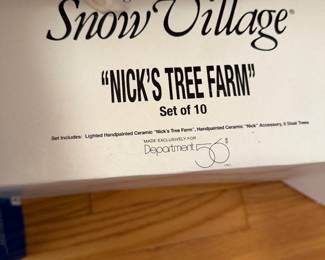 Snow Village®
"NICK'S TREE FARM"
Set of 10
Set Includes: Lighted Handpainted Ceramic "Nick's Tree Farm", Handpainted Ceramic "Nick" Accessory, 8 Sisal Trees
MADE EXCLUSIVELY FOR
Department 56®